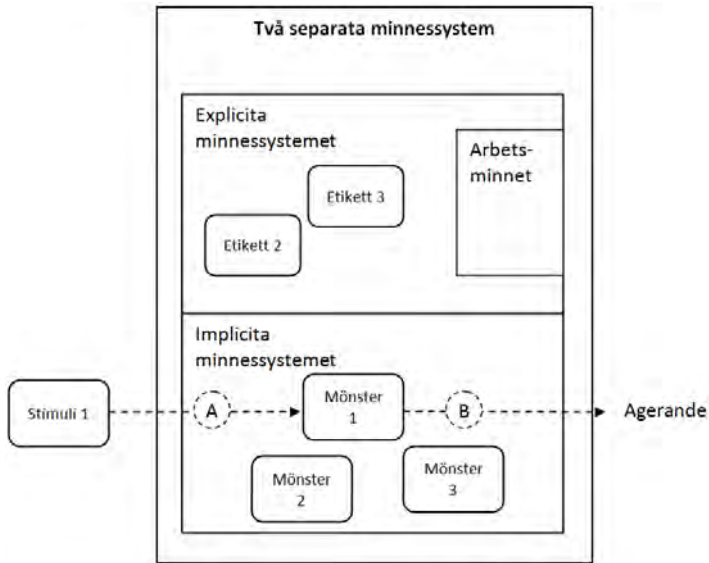 Två separata minnessystem
Explicita
minnessystemet
Arbets-
minnet
Etikett 3
Etikett 2
Implicita
minnessystemet
Stimuli 1
A
Mönster
1
B
Agerande
Mönster
2
Mönster
3